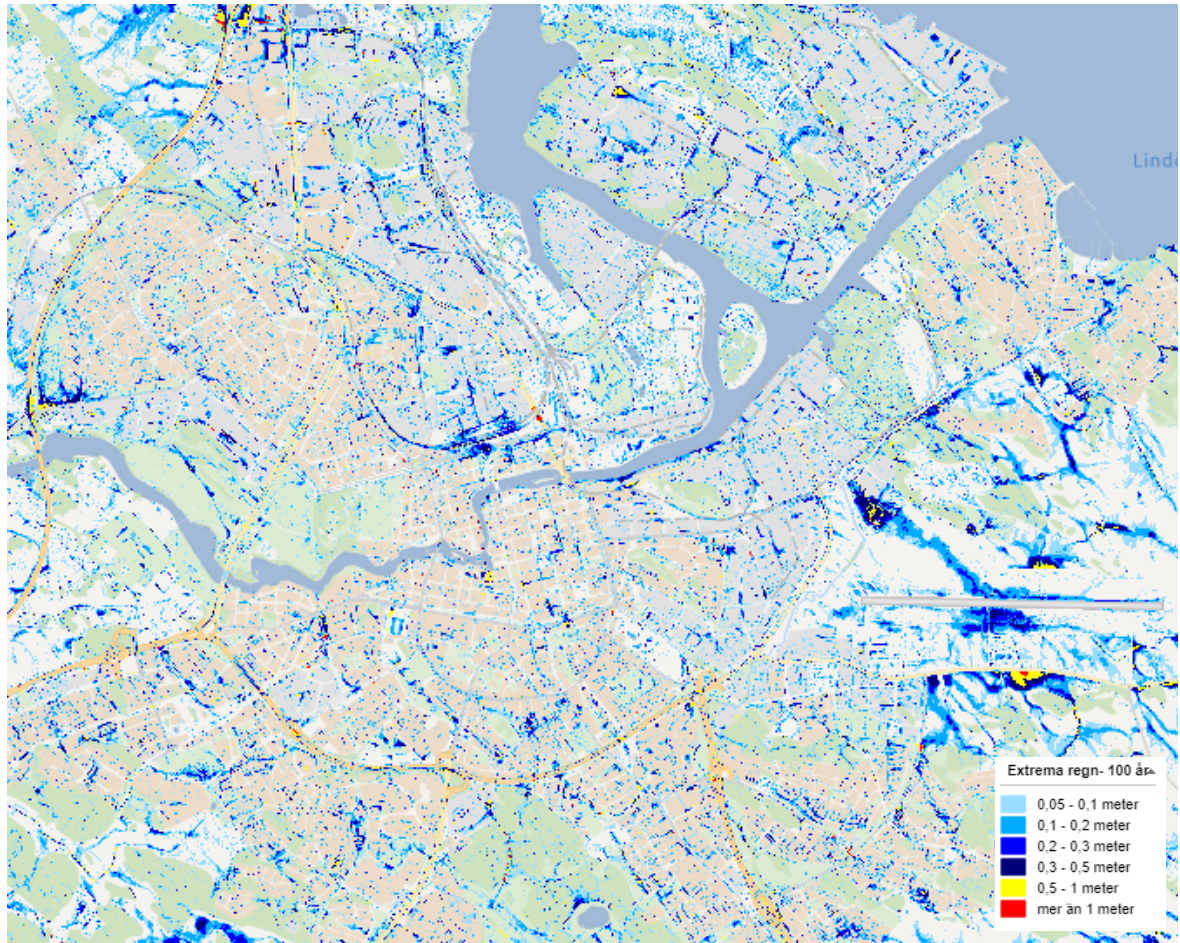 Lindö
Extrema regn- 100 år
0,05 - 0,1 meter
0,1 - 0,2 meter
0,2 - 0,3 meter
0,3 - 0,5 meter
0,5 - 1 meter
mer än 1 meter